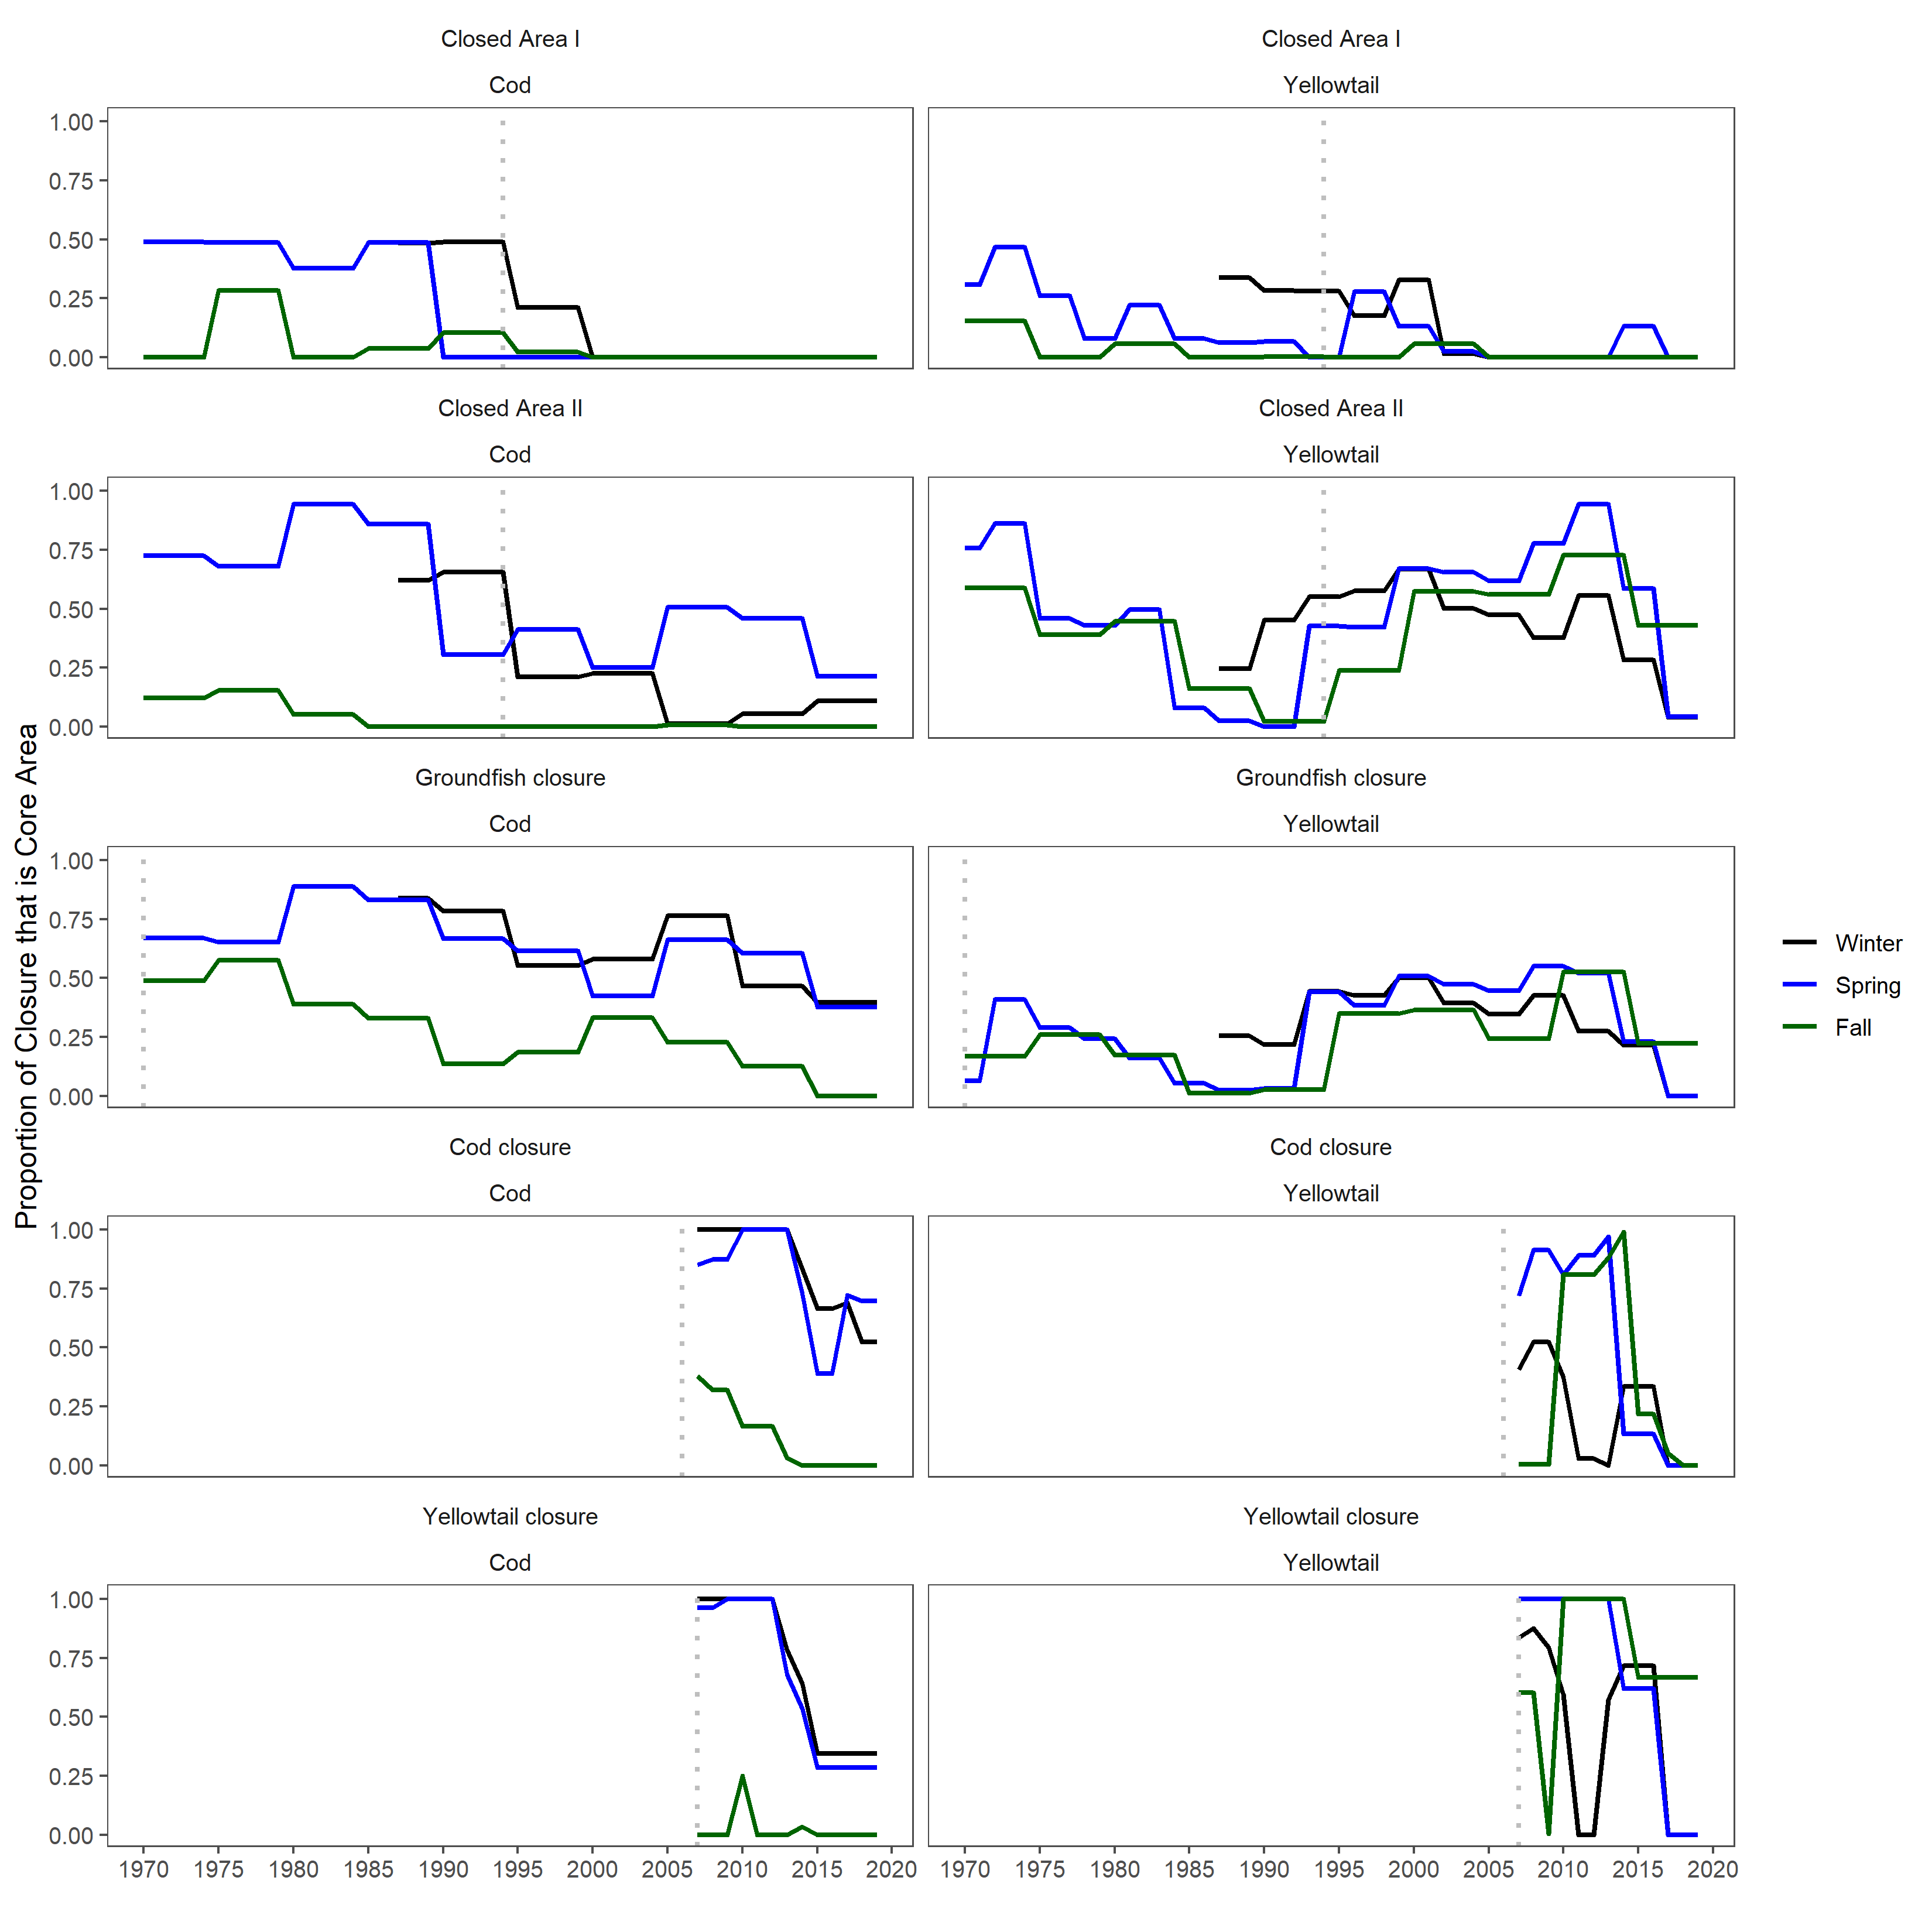 Closed Area I
Closed Area I
Cod
Yellowtail
1.00
0.75
0.50
0.25
0.00
Closed Area II
Closed Area II
Cod
Yellowtail
1.00
0.75
0.50
0.25
0.00
Groundfish closure
Groundfish closure
Cod
Yellowtail
1.00
0.75
0.50
0.25
0.00
Cod closure
Cod closure
Cod
Yellowtail
1.00
0.75
0.50
0.25
0.00
Yellowtail closure
Yellowtail closure
Cod
Yellowtail
1.00
0.75
0.50
0.25
0.00
1970 1975 1980 1985 1990 1995 2000 2005 2010 2015 2020
1970 1975 1980 1985 1990 1995 2000 2005 2010 2015 2020
Proportion of Closure that is Core Area
Winter
Spring
Fall